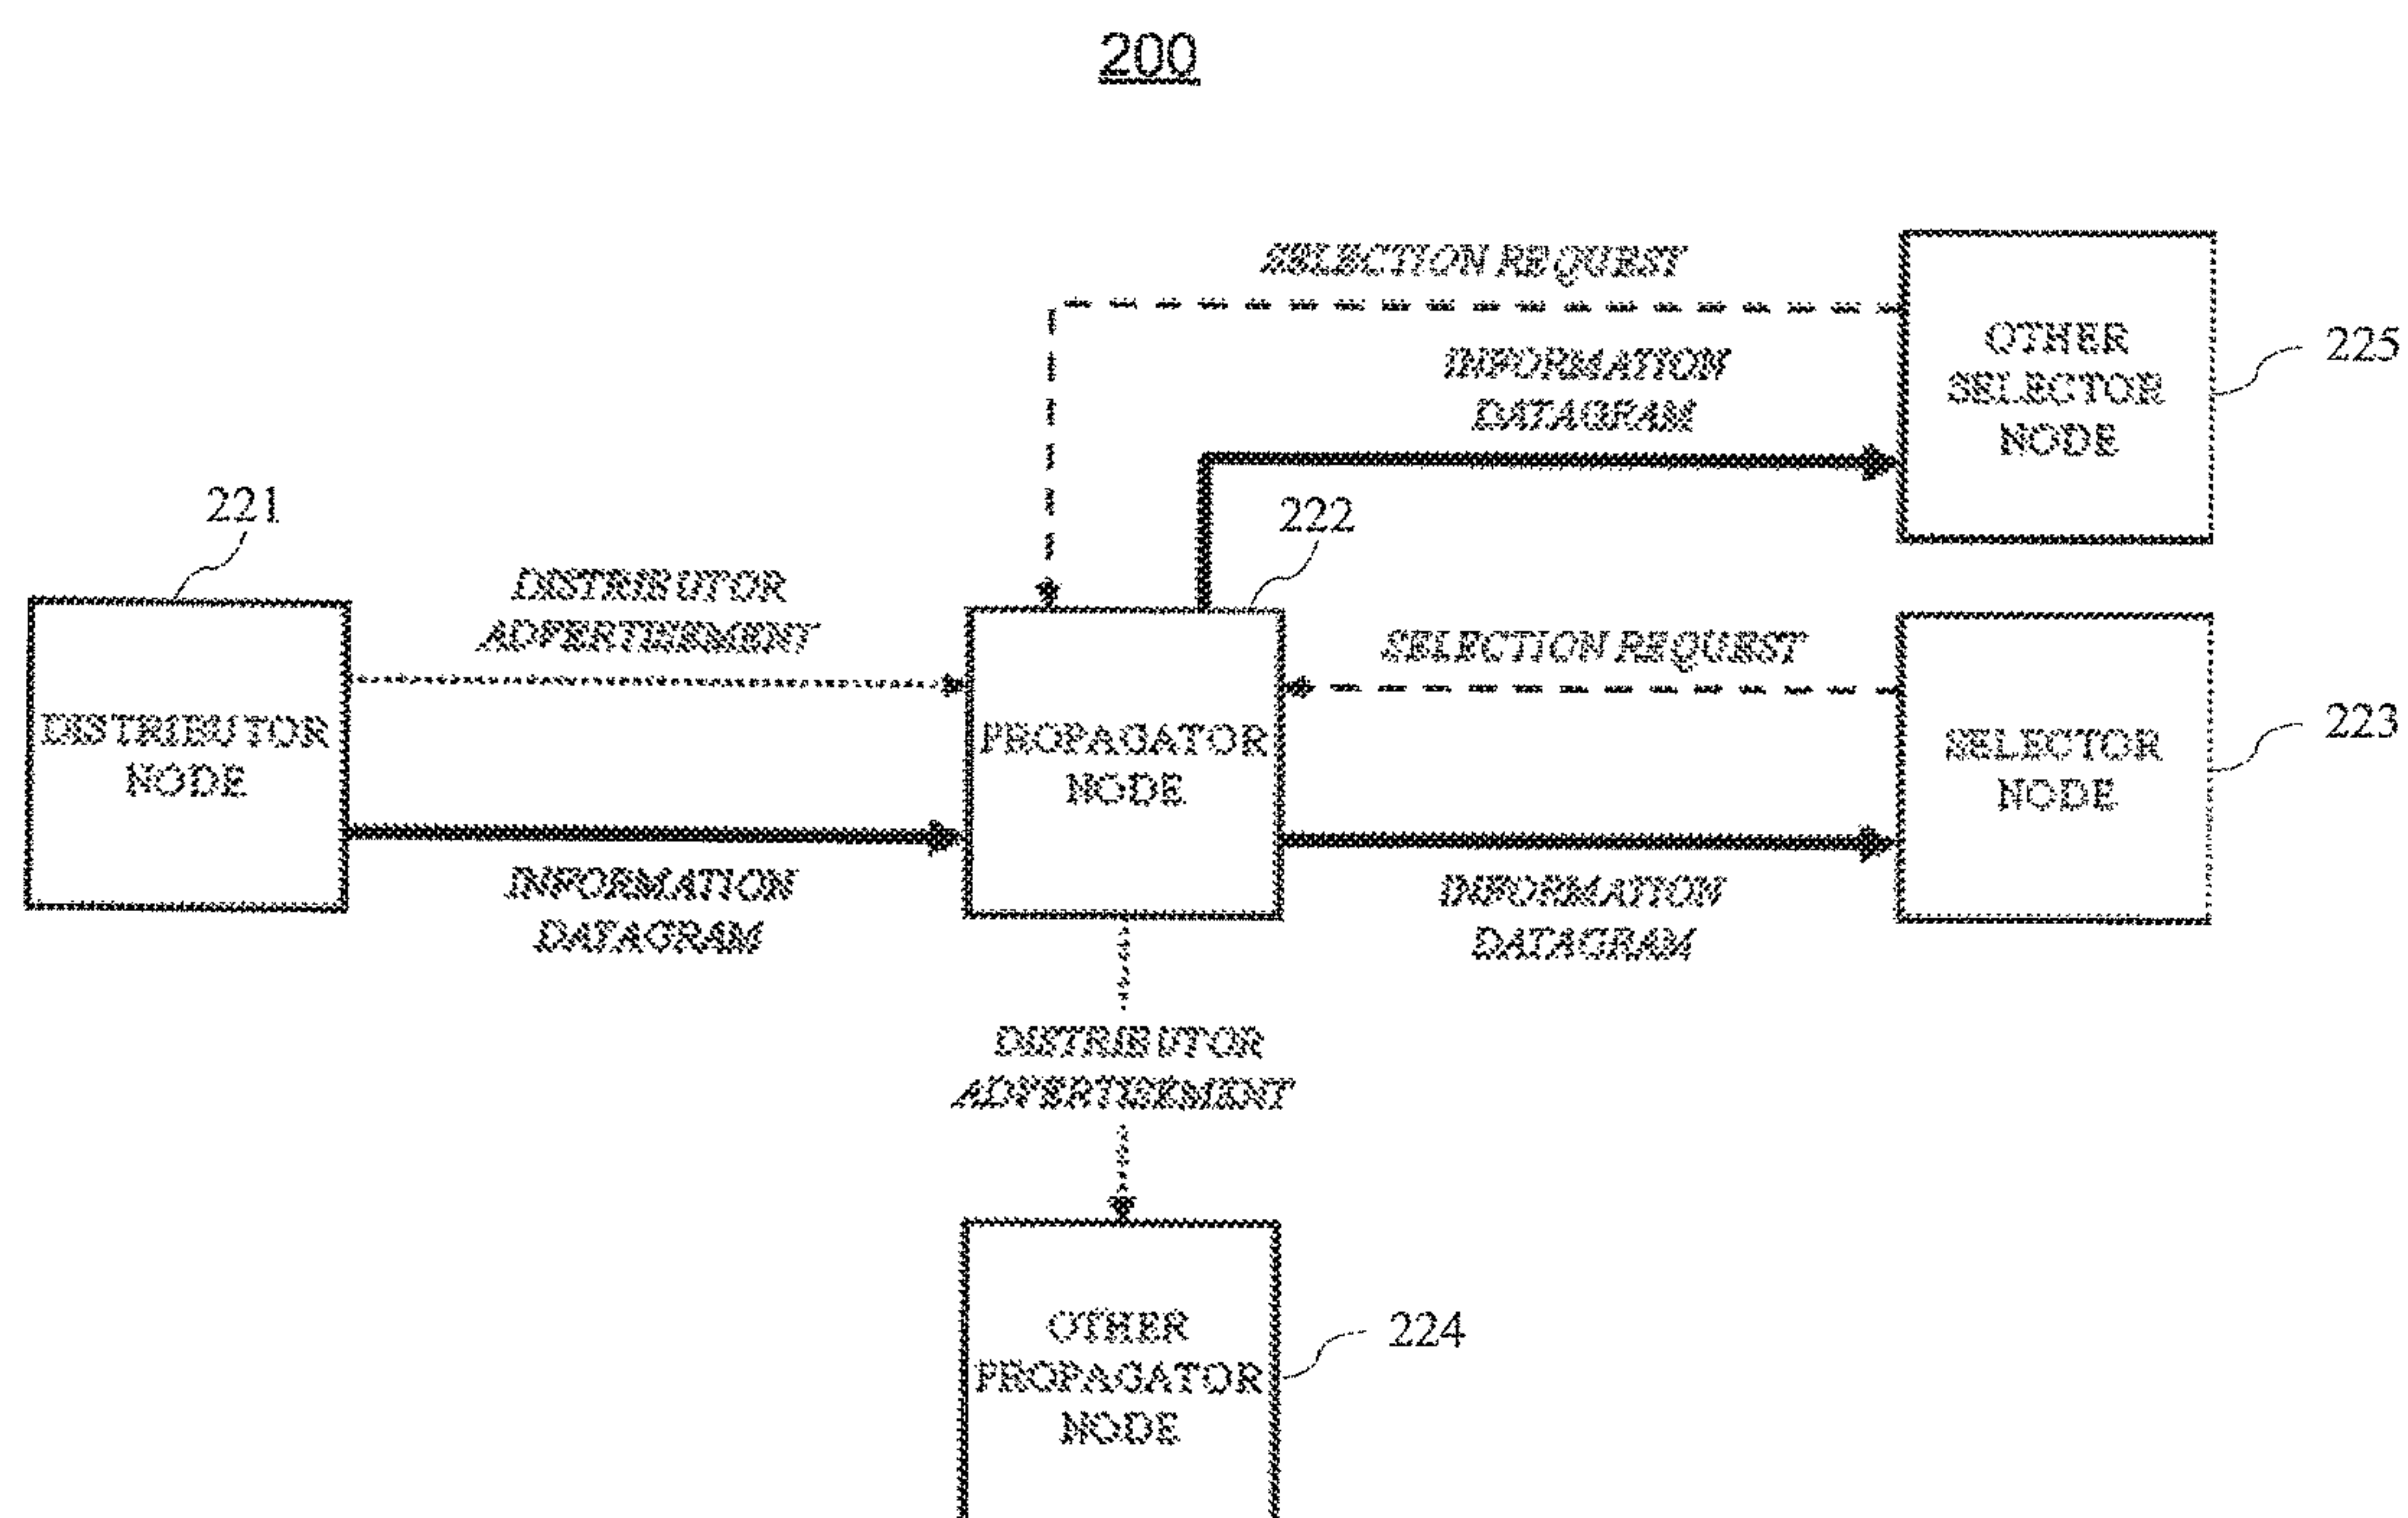 200
SELECTION REQUEST
OTHER
SELECTOR
NODE
225
INFORMATION
DATAGRAM
221
222
DISTRIBUTOR
ADVERTISEMENT
SELECTION REQUEST
223
DISTRIBUTOR
NODE
PROPAGATOR
NODE
SELECTOR
NODE
INFORMATION
DATAGRAM
INFORMATION
DATAGRAM
DISTRIBUTOR
ADVERTISEMENT
OTHER
PROPAGATOR
NODE
224